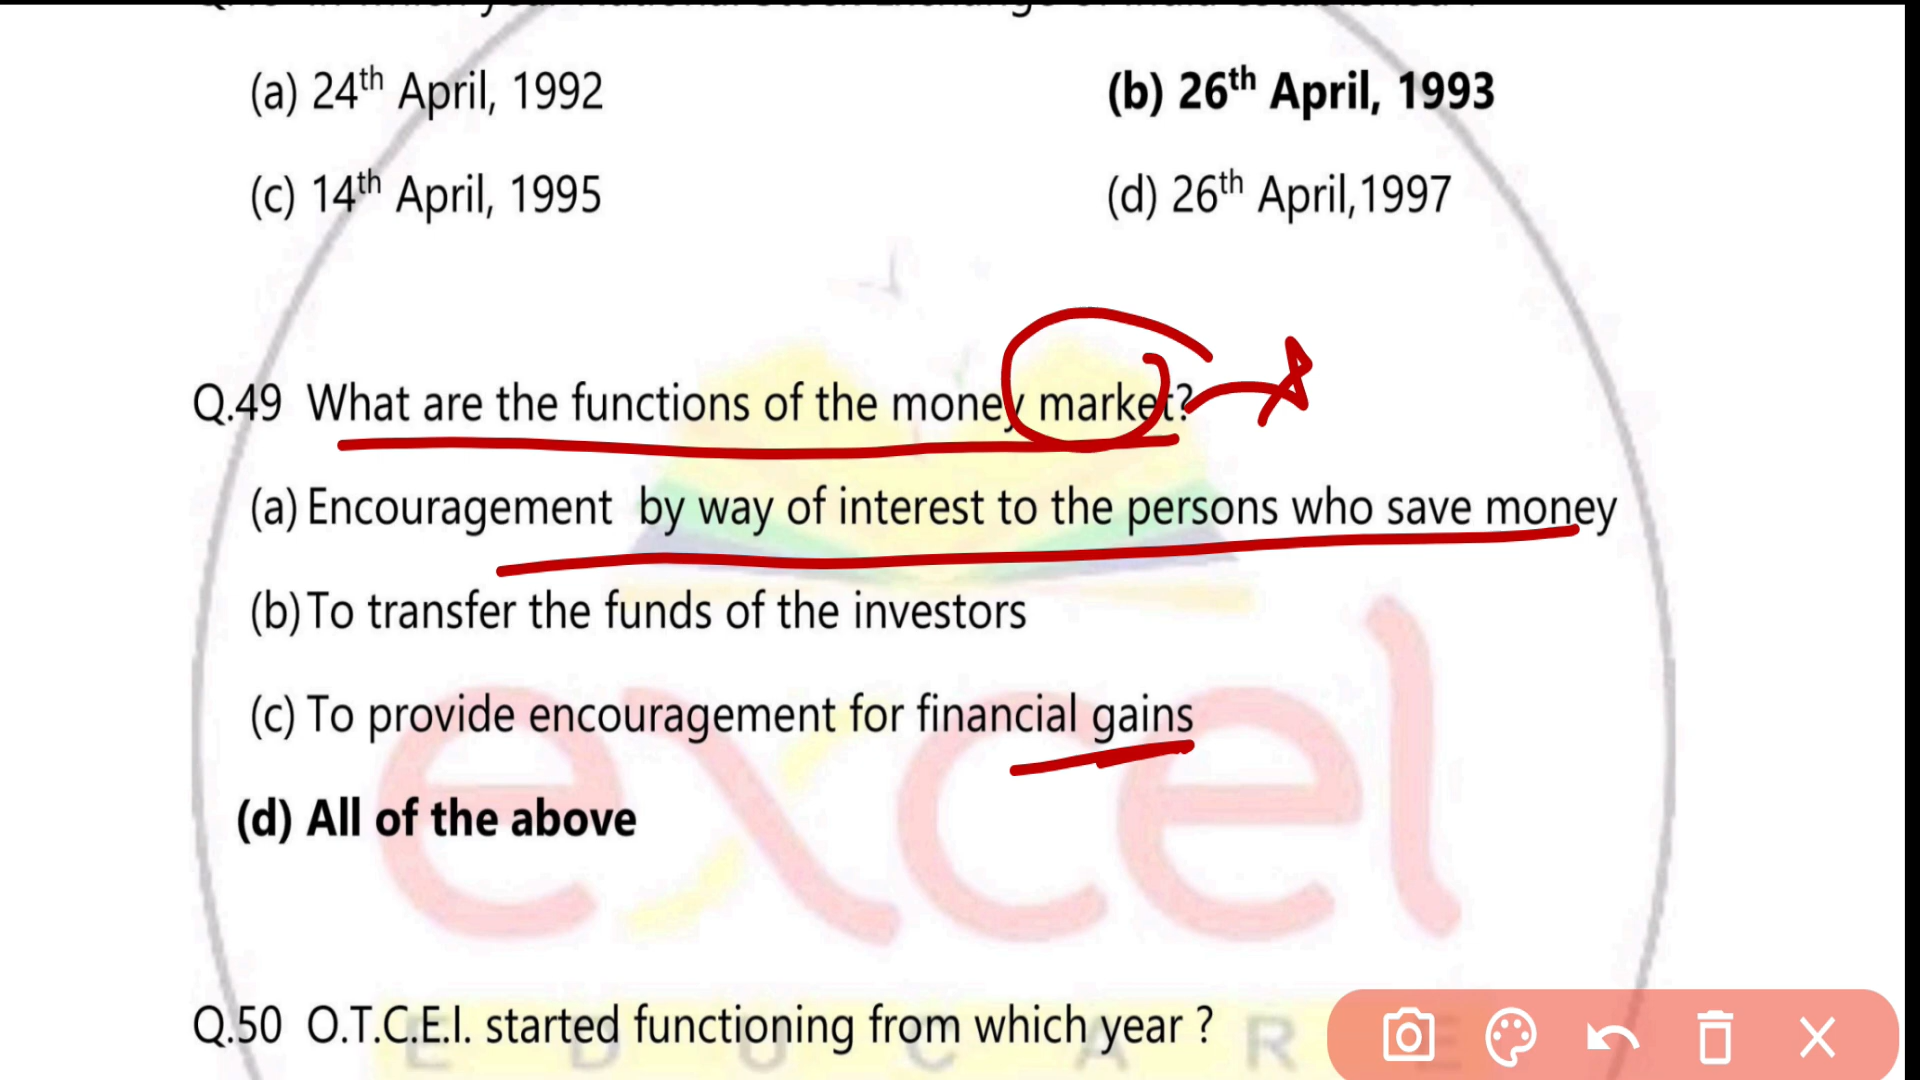 (a) 24th April, 1992 (b) 26th April, 1993
(c) 14th April, 1995 (d) 26th April,1997
Q.49 What are the functions of the money market?
(a) Encouragement by way of interest to the persons who save money
(b) To transfer the funds of the investors
(c) To provide encouragement for financial gains
(d) All of the above
excel
Q.50 O.T.C.E.I. started functioning from which year ?
E D U C A R E